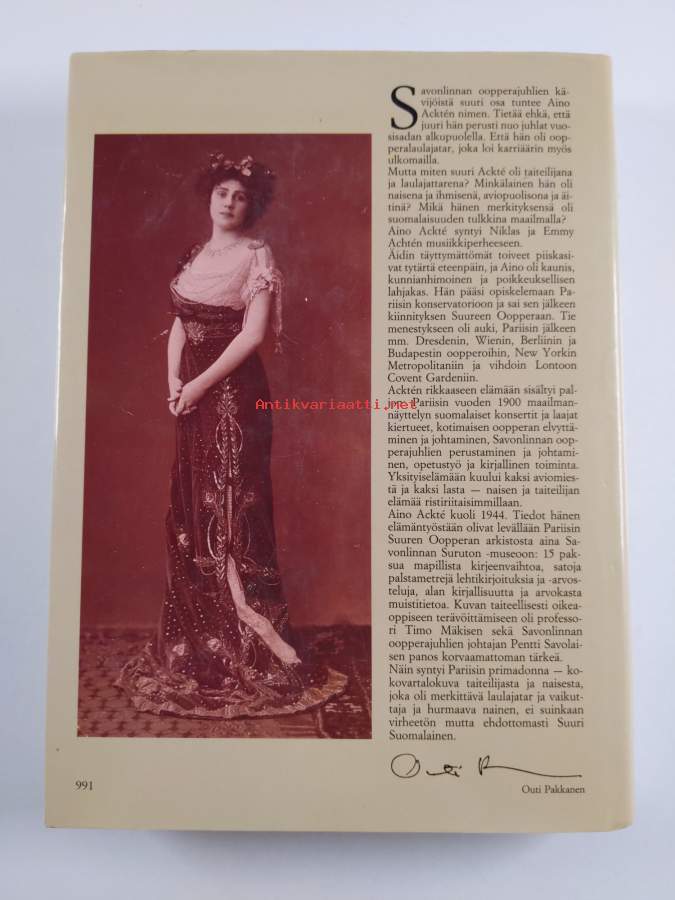 Savonlinnan oopperajuhlien kä-
vijöistä suuri osa tuntee Aino
Acktén nimen. Tietää ehkä, että
juuri hän perusti nuo juhlat vuo-
sisadan alkupuolella. Että hän oli oop-
peralaulajatar, joka loi karriäärin myös
ulkomailla.
Mutta miten suuri Ackté oli taiteilijana
ja laulajattarena? Minkälainen hän oli
naisena ja ihmisenä, aviopuolisona ja äi-
tinä? Mikä hänen merkityksensä oli
suomalaisuuden tulkkina maailmalla?
Aino Ackté syntyi Niklas ja Emmy
Achtén musiikkiperheeseen.
Äidin täyttymättömät toiveet piiskasi-
vat tytärtä eteenpäin, ja Aino oli kaunis,
kunnianhimoinen ja poikkeuksellisen
lahjakas. Hän pääsi opiskelemaan Pa-
riisin konservatorioon ja sai sen jälkeen
kiinnityksen Suureen Oopperaan. Tie
menestykseen oli auki, Pariisin jälkeen
mm. Dresdenin, Wienin, Berliinin ja
Budapestin oopperoihin, New Yorkin
Metropolitaniin ja vihdoin Lontoon
Covent Gardeniin.
Acktén rikkaaseen elämään sisältyi pal-
jon: Pariisin vuoden 1900 maailman-
näyttelyn suomalaiset konsertit ja laajat
kiertueet, kotimaisen oopperan elvyttä-
minen ja johtaminen, Savonlinnan oop-
perajuhlien perustaminen ja johtami-
nen, opetustyö ja kirjallinen toiminta.
Yksityiselämään kuului kaksi aviomies-
tä ja kaksi lasta — naisen ja taiteilijan
elämää ristiriitaisimmillaan.
Aino Ackté kuoli 1944. Tiedot hänen
elämäntyöstään olivat levällään Pariisin
Suuren Oopperan arkistosta aina Sa-
vonlinnan Suruton -museoon: 15 pak-
sua mapillista kirjeenvaihtoa, satoja
palstametrejä lehtikirjoituksia ja -arvos-
teluja, alan kirjallisuutta ja arvokasta
muistitietoa. Kuvan taiteellisesti oikea-
oppiseen terävöittämiseen oli professo-
ri Timo Mäkisen sekä Savonlinnan
oopperajuhlien johtajan Pentti Savolai-
sen panos korvaamattoman tärkeä.
Näin syntyi Pariisin primadonna — ko-
kovartalokuva taiteilijasta ja naisesta,
joka oli merkittävä laulajatar ja vaikut-
taja ja hurmaava nainen, ei suinkaan
virheetön mutta ehdottomasti Suuri
Suomalainen.
Outi Pakkanen
991
Antikvariaatti.net